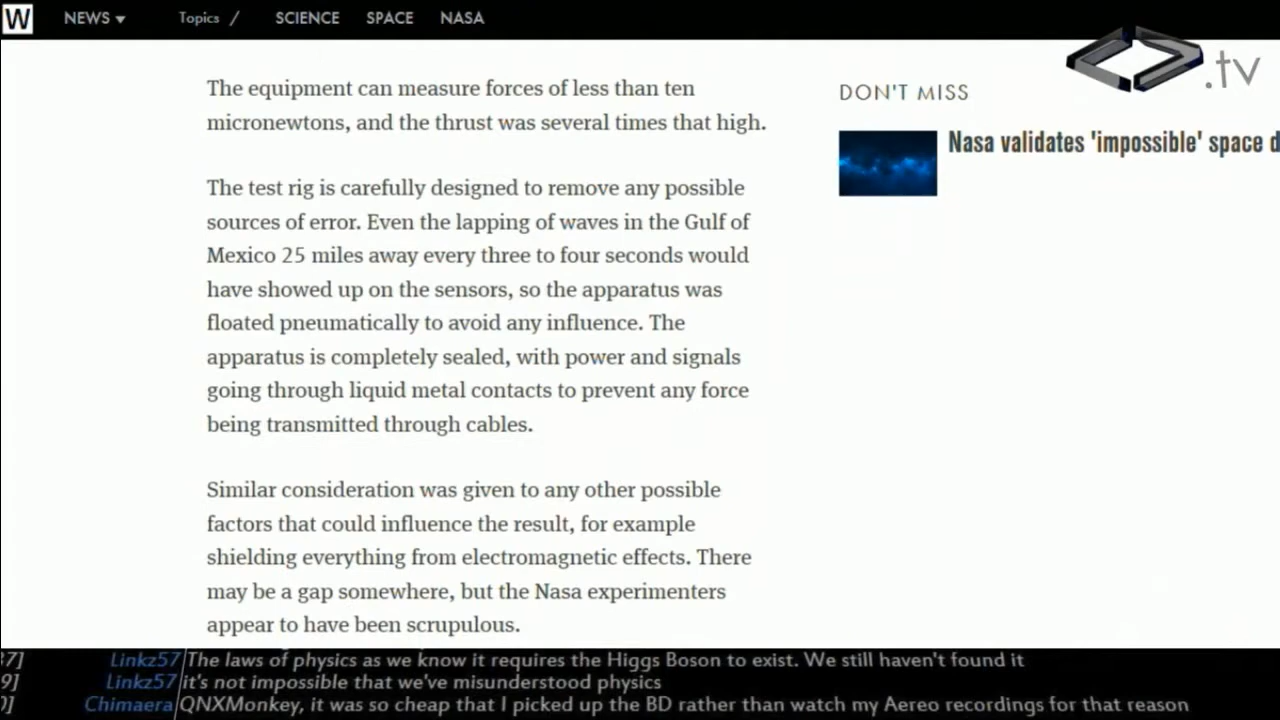 W NEWS ▾ Topics / SCIENCE SPACE NASA
.tv
The equipment can measure forces of less than ten
micronewtons, and the thrust was several times that high.
The test rig is carefully designed to remove any possible
sources of error. Even the lapping of waves in the Gulf of
Mexico 25 miles away every three to four seconds would
have showed up on the sensors, so the apparatus was
floated pneumatically to avoid any influence. The
apparatus is completely sealed, with power and signals
going through liquid metal contacts to prevent any force
being transmitted through cables.
Similar consideration was given to any other possible
factors that could influence the result, for example
shielding everything from electromagnetic effects. There
may be a gap somewhere, but the Nasa experimenters
appear to have been scrupulous.
DON'T MISS
Nasa validates 'impossible' space d
37] Linkz57 The laws of physics as we know it requires the Higgs Boson to exist. We still haven't found it
9] Linkz57 it's not impossible that we've misunderstood physics
0] Chimaera QNXMonkey, it was so cheap that I picked up the BD rather than watch my Aereo recordings for that reason